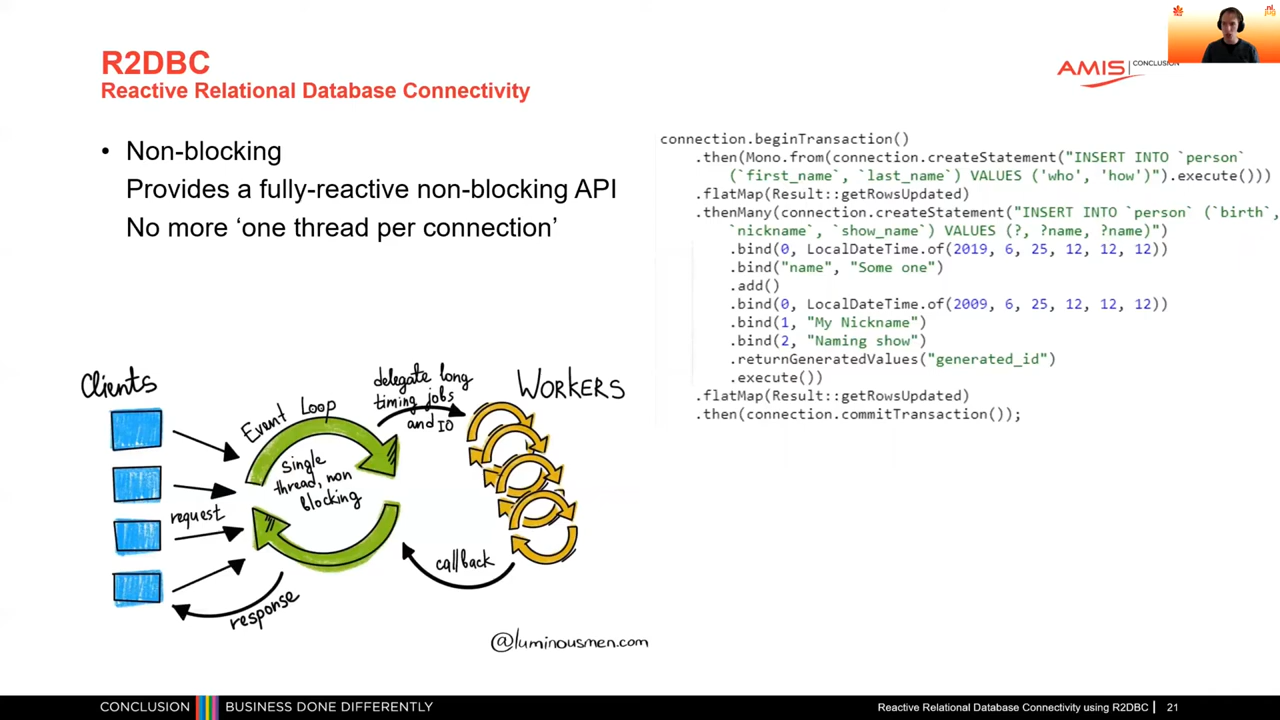 R2DBC
Reactive Relational Database Connectivity
AMIS | CONCLUSION
nl
jug
• Non-blocking
Provides a fully-reactive non-blocking API
No more ‘one thread per connection’
connection.beginTransaction()
.then(Mono.from(connection.createStatement("INSERT INTO `person`
(`first_name`, `last_name`) VALUES ('who', 'how')").execute()))
.flatMap(Result::getRowsUpdated)
.thenMany(connection.createStatement("INSERT INTO `person` (`birth`,
`nickname`, `show_name`) VALUES (?, ?name, ?name)")
.bind(0, LocalDateTime.of(2019, 6, 25, 12, 12, 12))
.bind("name", "Some one")
.add()
.bind(0, LocalDateTime.of(2009, 6, 25, 12, 12, 12))
.bind(1, "My Nickname")
.bind(2, "Naming show")
.returnGeneratedValues("generated_id")
.execute())
.flatMap(Result::getRowsUpdated)
.then(connection.commitTransaction());
Clients
request
response
Event Loop
Single
thread, non
blocking
delegate long
timing jobs
and IO
WORKERS
callback
@luminousmen.com
CONCLUSION
BUSINESS DONE DIFFERENTLY
Reactive Relational Database Connectivity using R2DBC | 21